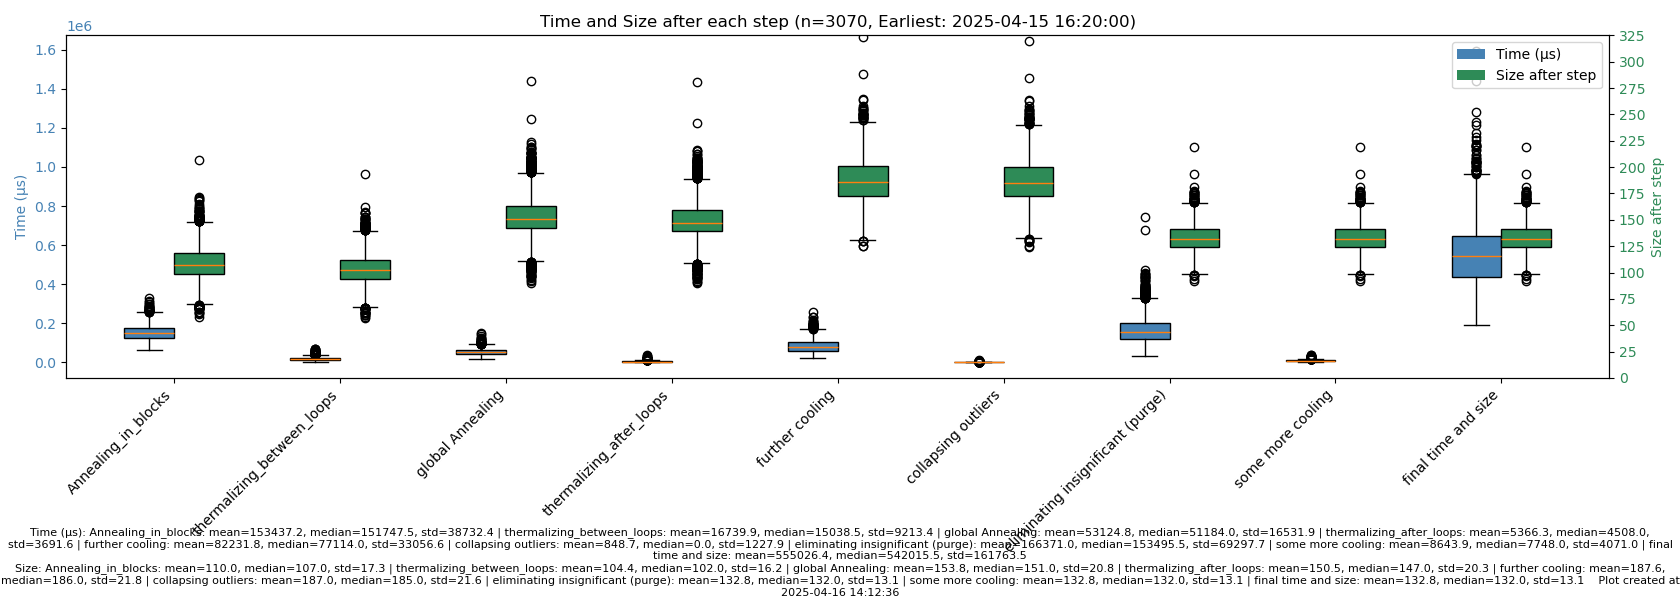 Time and Size after each step (n=3070, Earliest: 2025-04-15 16:20:00)
1e6
Time (μs)
1.6
1.4
1.2
1.0
0.8
0.6
0.4
0.2
0.0
Time (μs)
Size after step
325
300
275
250
225
200
175
150
125
100
75
50
25
0
Size after step
Annealing_in_blocks
thermalizing_between_loops
global Annealing
thermalizing_after_loops
further cooling
collapsing outliers
eliminating insignificant (purge)
some more cooling
final time and size
Time (μs): Annealing_in_blocks: mean=153437.2, median=151747.5, std=38732.4 | thermalizing_between_loops: mean=16739.9, median=15038.5, std=9213.4 | global Annealing: mean=53124.8, median=51184.0, std=16531.9 | thermalizing_after_loops: mean=5366.3, median=4508.0,
std=3691.6 | further cooling: mean=82231.8, median=77114.0, std=33056.6 | collapsing outliers: mean=848.7, median=0.0, std=1227.9 | eliminating insignificant (purge): mean=166371.0, median=153495.5, std=69297.7 | some more cooling: mean=8643.9, median=7748.0, std=4071.0 | final
time and size: mean=555026.4, median=542015.5, std=161763.5
Size: Annealing_in_blocks: mean=110.0, median=107.0, std=17.3 | thermalizing_between_loops: mean=104.4, median=102.0, std=16.2 | global Annealing: mean=153.8, median=151.0, std=20.8 | thermalizing_after_loops: mean=150.5, median=147.0, std=20.3 | further cooling: mean=187.6,
median=186.0, std=21.8 | collapsing outliers: mean=187.0, median=185.0, std=21.6 | eliminating insignificant (purge): mean=132.8, median=132.0, std=13.1 | some more cooling: mean=132.8, median=132.0, std=13.1 | final time and size: mean=132.8, median=132.0, std=13.1    Plot created at
2025-04-16 14:12:36